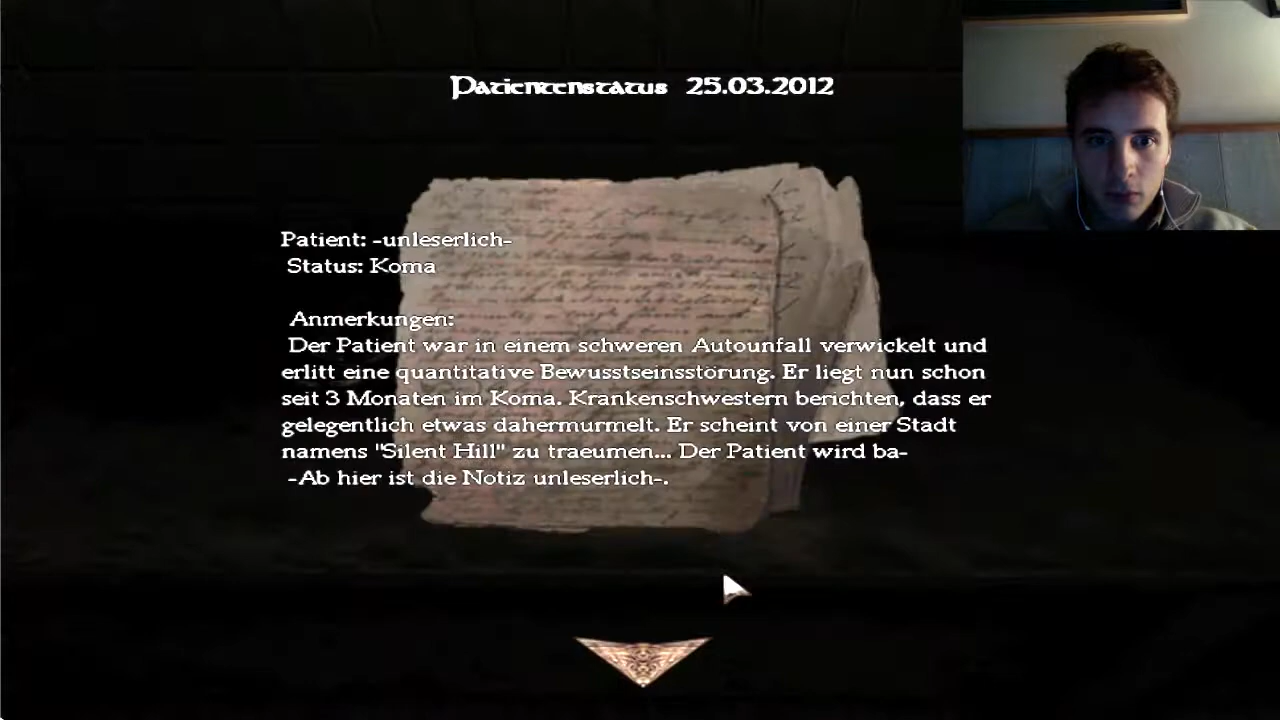 Patientenstatus 25.03.2012
Patient: -unleserlich-
Status: Koma
Anmerkungen:
Der Patient war in einem schweren Autounfall verwickelt und
erlitt eine quantitative Bewusstseinsstörung. Er liegt nun schon
seit 3 Monaten im Koma. Krankenschwestern berichten, dass er
gelegentlich etwas dahermurmelt. Er scheint von einer Stadt
namens "Silent Hill" zu traeumen... Der Patient wird ba-
-Ab hier ist die Notiz unleserlich-.